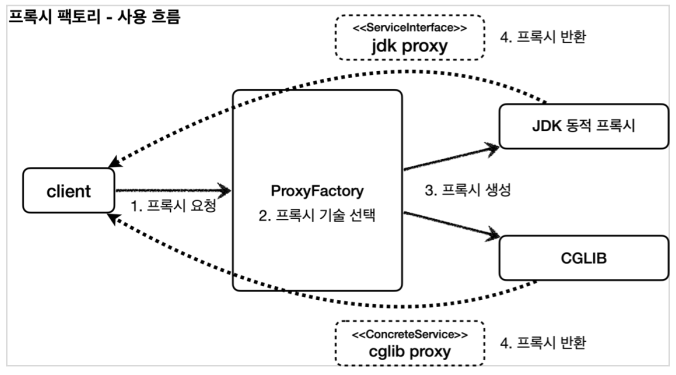 프록시 팩토리 - 사용 흐름
<<ServiceInterface>>
jdk proxy
4. 프록시 반환
JDK 동적 프록시
client
1. 프록시 요청
ProxyFactory
2. 프록시 기술 선택
3. 프록시 생성
CGLIB
<<ConcreteService>>
cglib proxy
4. 프록시 반환